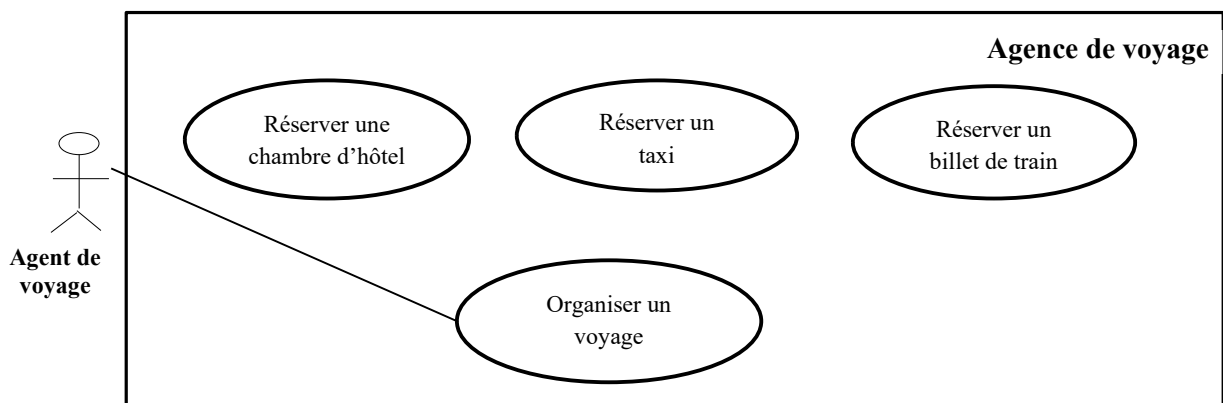 Agence de voyage
Réserver une
chambre d’hôtel
Réserver un
taxi
Réserver un
billet de train
Agent de
voyage
Organiser un
voyage